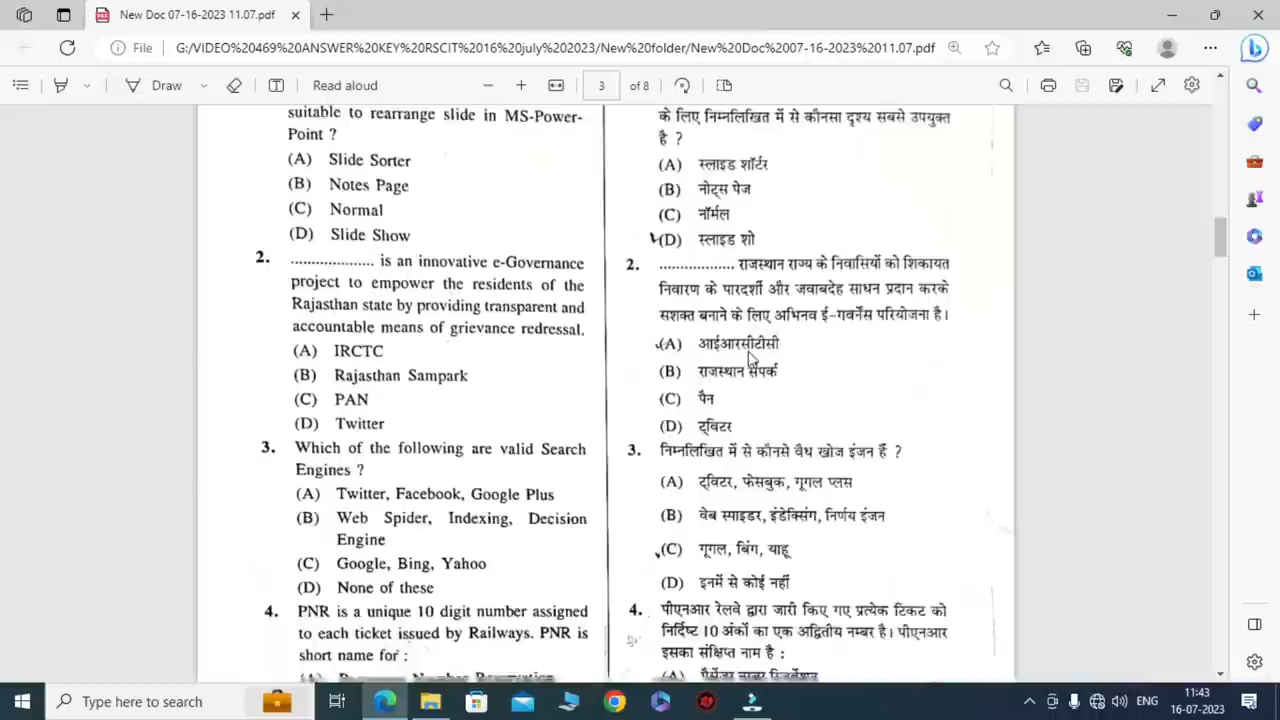 New Doc 07-16-2023 11.07.pdf
File
G:/VIDEO%20469%20ANSWER%20KEY%20RSCIT%2016%20july%202023/New%20folder/New%20Doc%2007-16-2023%2011.07.pdf
Draw
Read aloud
3
of 8
suitable to rearrange slide in MS-Power-
Point ?
(A) Slide Sorter
(B) Notes Page
(C) Normal
(D) Slide Show
2. .................... is an innovative e-Governance
project to empower the residents of the
Rajasthan state by providing transparent and
accountable means of grievance redressal.
(A) IRCTC
(B) Rajasthan Sampark
(C) PAN
(D) Twitter
3. Which of the following are valid Search
Engines ?
(A) Twitter, Facebook, Google Plus
(B) Web Spider, Indexing, Decision
Engine
(C) Google, Bing, Yahoo
(D) None of these
4. PNR is a unique 10 digit number assigned
to each ticket issued by Railways. PNR is
short name for :
के लिए निम्नलिखित में से कौनसा दृश्य सबसे उपयुक्त
है ?
(A) स्लाइड शॉर्टर
(B) नोट्स पेज
(C) नॉर्मल
(D) स्लाइड शो
2. .................. राजस्थान राज्य के निवासियों को शिकायत
निवारण के पारदर्शी और जवाबदेह साधन प्रदान करके
सशक्त बनाने के लिए अभिनव ई-गवर्नेंस परियोजना है।
(A) आईआरसीटीसी
(B) राजस्थान संपर्क
(C) पैन
(D) ट्विटर
3. निम्नलिखित में से कौनसे वैध खोज इंजन हैं ?
(A) ट्विटर, फेसबुक, गूगल प्लस
(B) वेब स्पाइडर, इंडेक्सिंग, निर्णय इंजन
(C) गूगल, बिंग, याहू
(D) इनमें से कोई नहीं
4. पीएनआर रेलवे द्वारा जारी किए गए प्रत्येक टिकट को
निर्दिष्ट 10 अंकों का एक अद्वितीय नम्बर है। पीएनआर
इसका संक्षिप्त नाम है :
Type here to search
ENG
11:43
16-07-2023